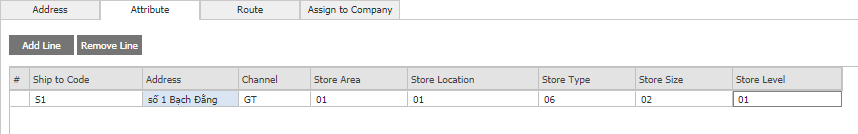 Address Attribute Route Assign to Company
Add Line Remove Line
# Ship to Code Address Channel Store Area Store Location Store Type Store Size Store Level
S1 số 1 Bạch Đằng GT 01 01 06 02 01